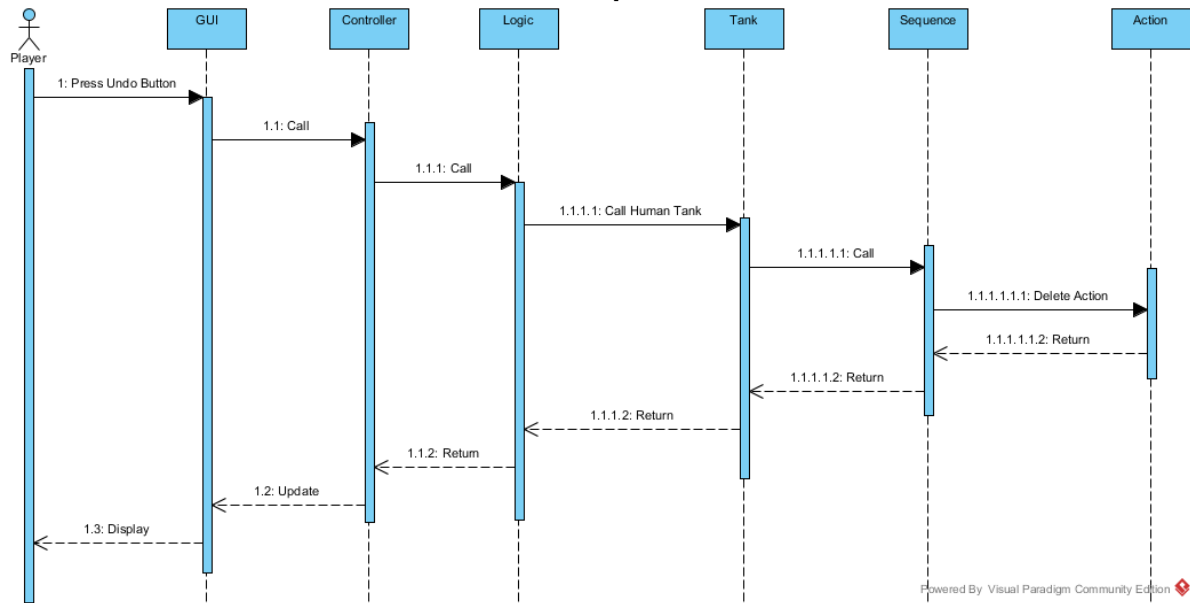 GUI
Controller
Logic
Tank
Sequence
Action
Player
1: Press Undo Button
1.1: Call
1.1.1: Call
1.1.1.1: Call Human Tank
1.1.1.1.1: Call
1.1.1.1.1.1: Delete Action
1.1.1.1.1.2: Return
1.1.1.1.2: Return
1.1.1.2: Return
1.1.2: Return
1.2: Update
1.3: Display
Powered By Visual Paradigm Community Edition